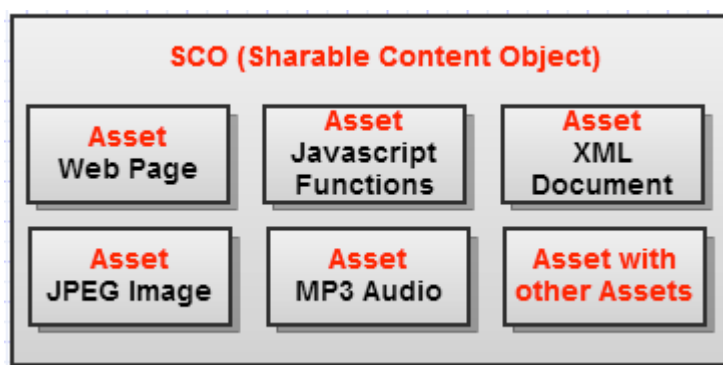 SCO (Sharable Content Object)
Asset
Web Page
Asset
Javascript
Functions
Asset
XML
Document
Asset
JPEG Image
Asset
MP3 Audio
Asset with
other Assets